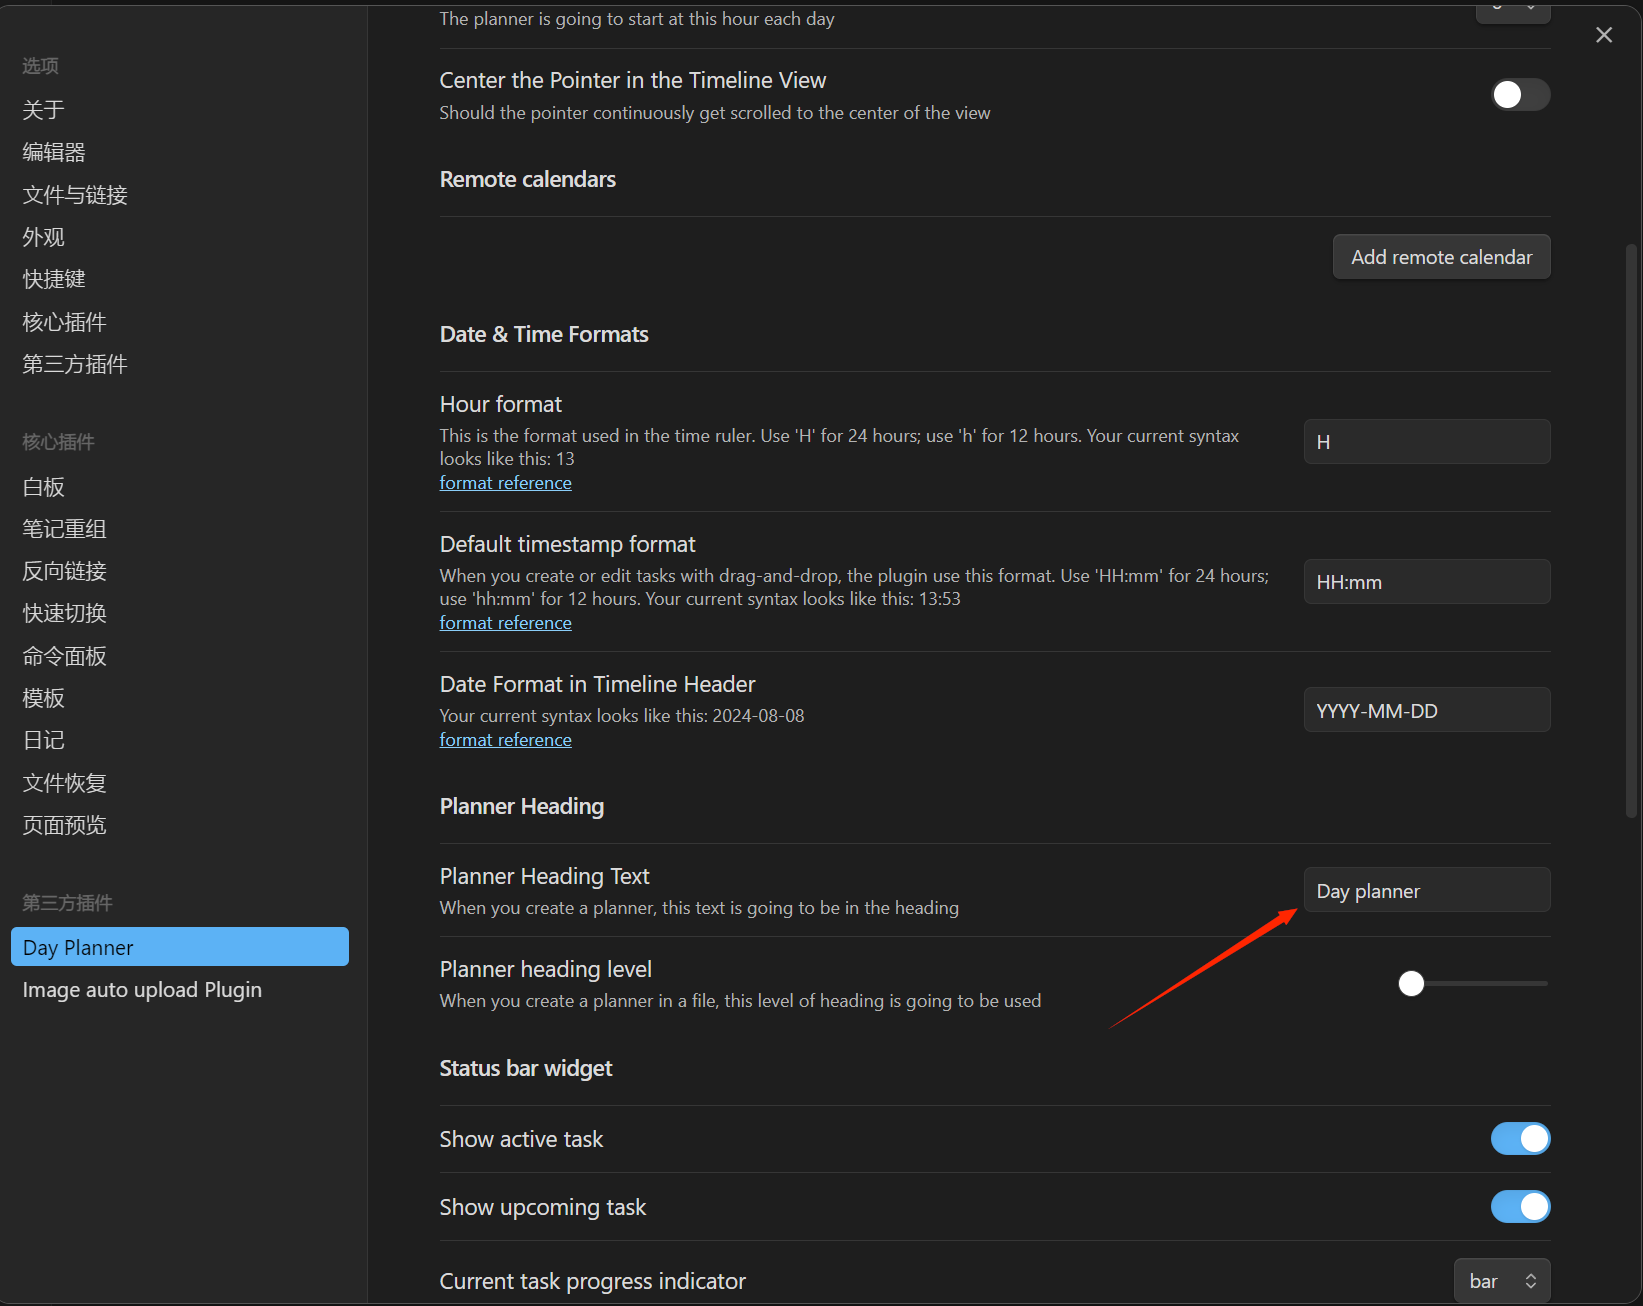 选项
关于
编辑器
文件与链接
外观
快捷键
核心插件
第三方插件
核心插件
白板
笔记重组
反向链接
快速切换
命令面板
模板
日记
文件恢复
页面预览
第三方插件
Day Planner
Image auto upload Plugin
The planner is going to start at this hour each day
Center the Pointer in the Timeline View
Should the pointer continuously get scrolled to the center of the view
Remote calendars
Add remote calendar
Date & Time Formats
Hour format
This is the format used in the time ruler. Use 'H' for 24 hours; use 'h' for 12 hours. Your current syntax
looks like this: 13
format reference
H
Default timestamp format
When you create or edit tasks with drag-and-drop, the plugin use this format. Use 'HH:mm' for 24 hours;
use 'hh:mm' for 12 hours. Your current syntax looks like this: 13:53
format reference
HH:mm
Date Format in Timeline Header
Your current syntax looks like this: 2024-08-08
format reference
YYYY-MM-DD
Planner Heading
Planner Heading Text
When you create a planner, this text is going to be in the heading
Day planner
Planner heading level
When you create a planner in a file, this level of heading is going to be used
Status bar widget
Show active task
Show upcoming task
Current task progress indicator
bar